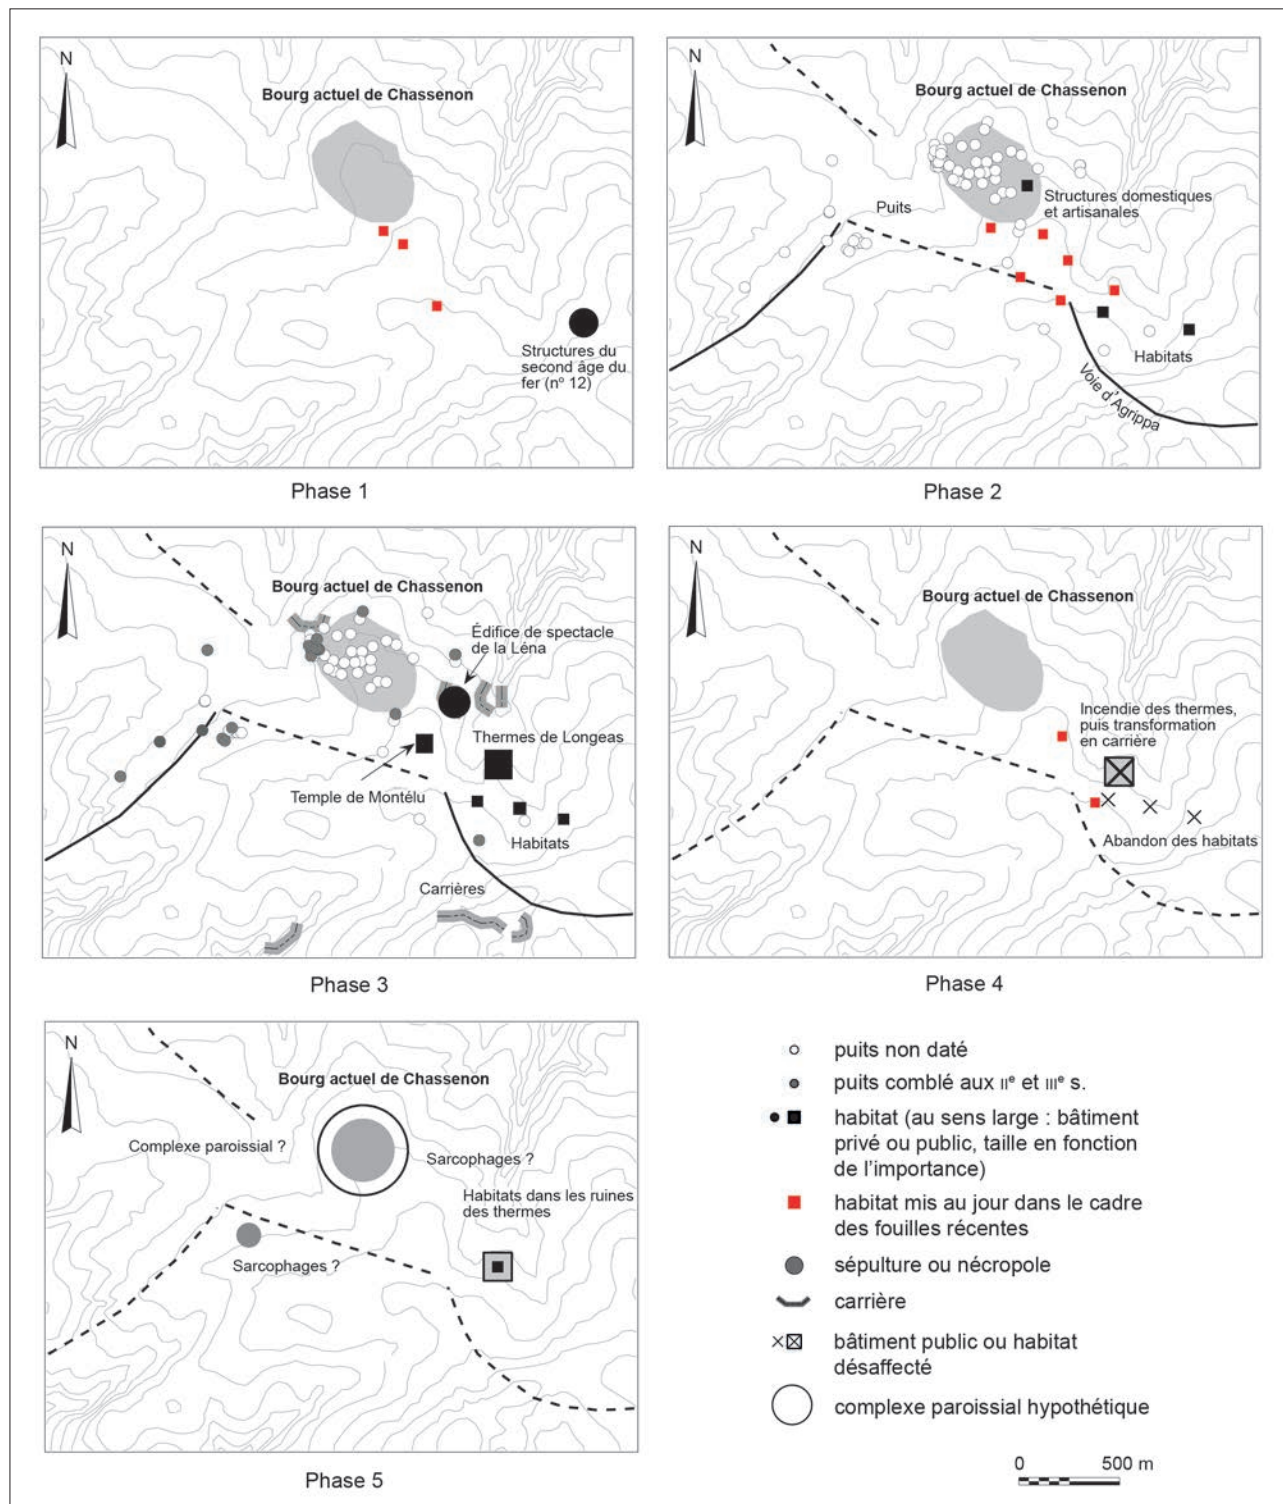 N
Bourg actuel de Chassenon
Structures du
second âge du
fer (nº 12)
Phase 1
N
Bourg actuel de Chassenon
Puits
Structures domestiques
et artisanales
Habitats
Voie d'Agrippa
Phase 2
N
Bourg actuel de Chassenon
Édifice de spectacle
de la Léna
Thermes de Longeas
Temple de Montélu
Habitats
Carrières
Phase 3
N
Bourg actuel de Chassenon
Incendie des thermes,
puis transformation
en carrière
Abandon des habitats
Phase 4
N
Bourg actuel de Chassenon
Complexe paroissial ?
Sarcophages ?
Habitats dans les ruines
des thermes
Sarcophages ?
Phase 5
puits non daté
puits comblé aux IIe et IIIe s.
habitat (au sens large : bâtiment
privé ou public, taille en fonction
de l'importance)
habitat mis au jour dans le cadre
des fouilles récentes
sépulture ou nécropole
carrière
bâtiment public ou habitat
désaffecté
complexe paroissial hypothétique
0 500 m